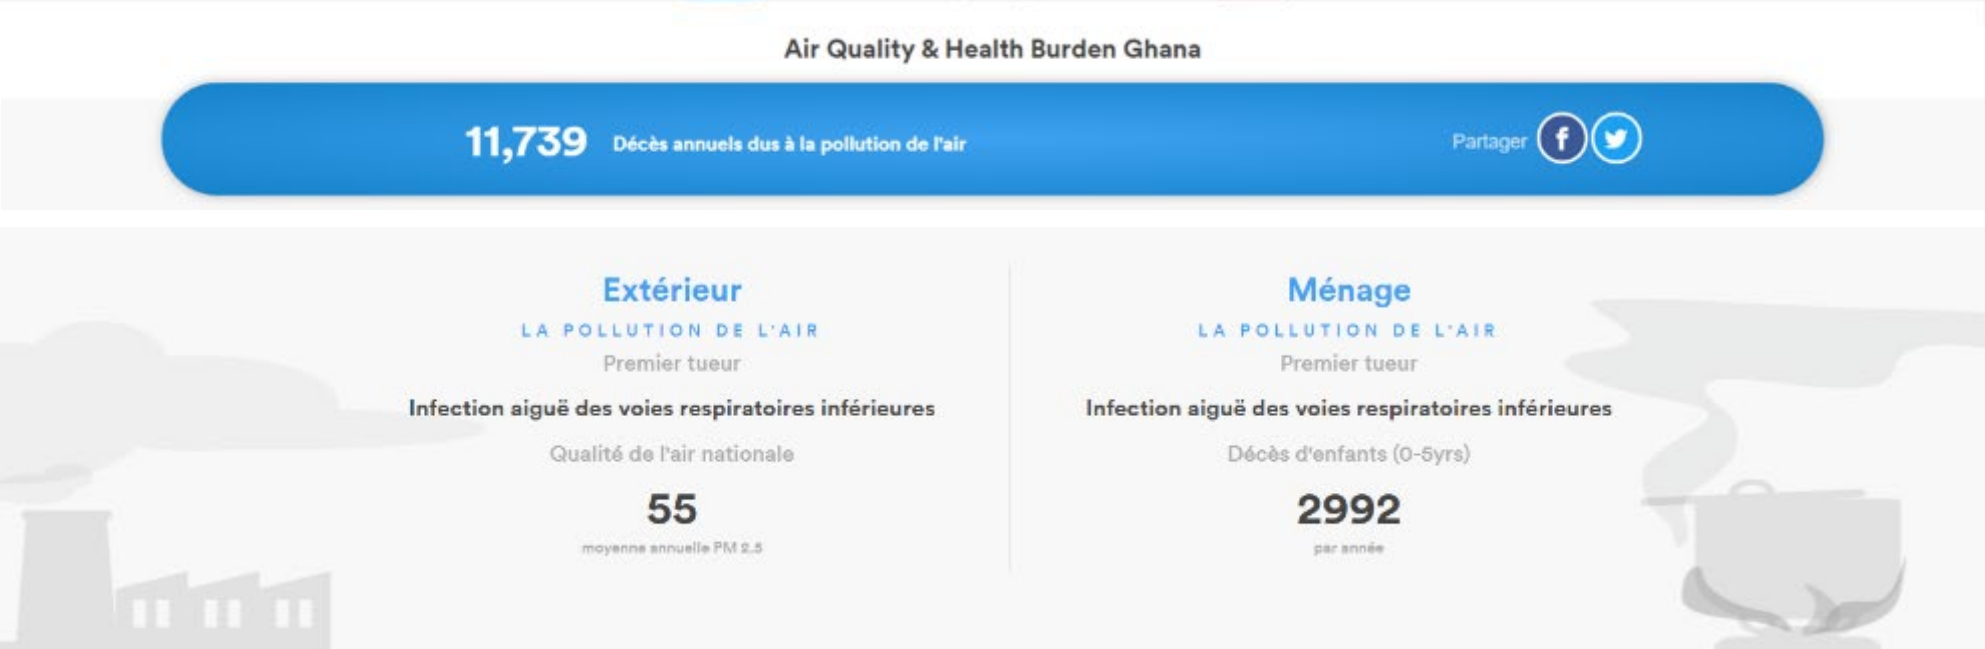 Air Quality & Health Burden Ghana
11,739 Décès annuels dus à la pollution de l'air
Partager
Extérieur
LA POLLUTION DE L'AIR
Premier tueur
Infection aiguë des voies respiratoires inférieures
Qualité de l'air nationale
55
moyenne annuelle PM 2.5
Ménage
LA POLLUTION DE L'AIR
Premier tueur
Infection aiguë des voies respiratoires inférieures
Décès d'enfants (0-5yrs)
2992
par année